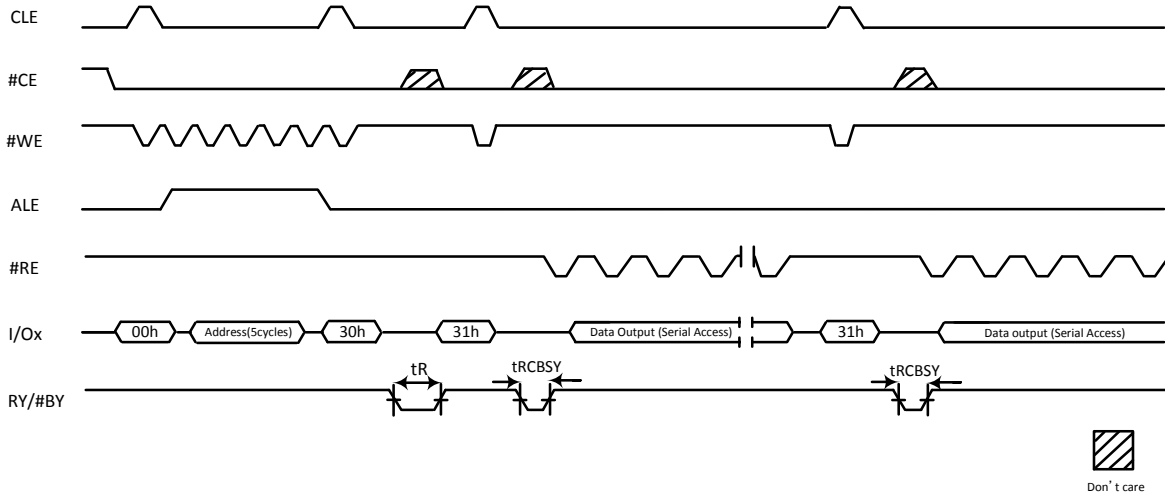 CLE
#CE
#WE
ALE
#RE
I/Ox 00h Address(5cycles) 30h 31h Data Output (Serial Access) 31h Data output (Serial Access)
tR tRCBSY tRCBSY
RY/#BY
Don't care